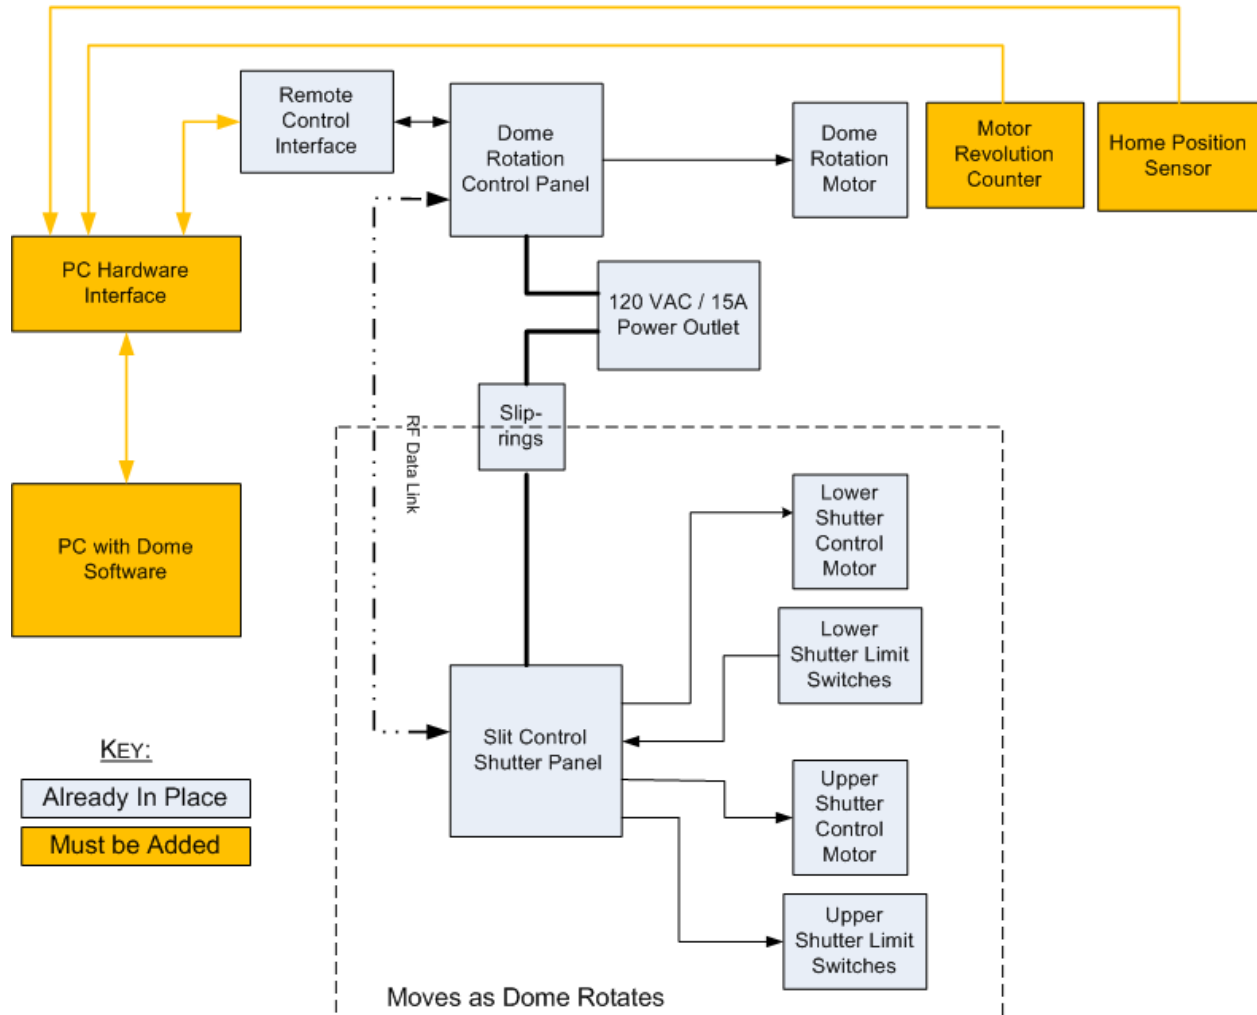 Remote
Control
Interface
Dome
Rotation
Control Panel
Dome
Rotation
Motor
Motor
Revolution
Counter
Home Position
Sensor
PC Hardware
Interface
120 VAC / 15A
Power Outlet
Slip-
rings
RF Data Link
PC with Dome
Software
Lower
Shutter
Control
Motor
Lower
Shutter Limit
Switches
Slit Control
Shutter Panel
Upper
Shutter
Control
Motor
Upper
Shutter Limit
Switches
KEY:
Already In Place
Must be Added
Moves as Dome Rotates